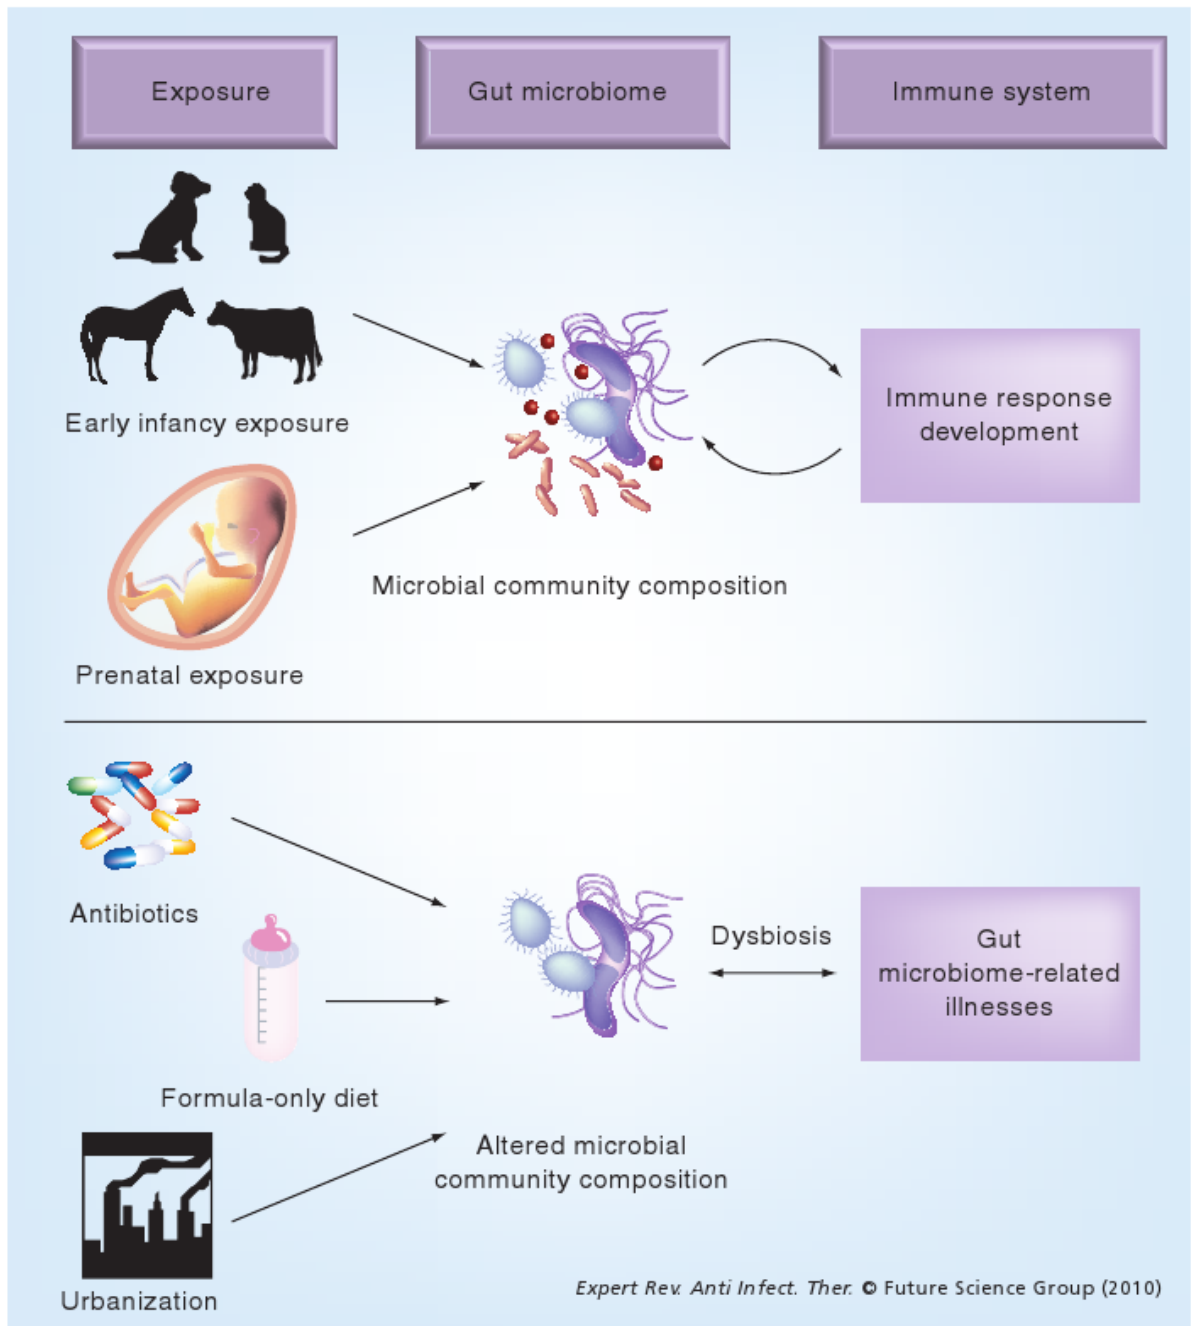 Exposure
Gut microbiome
Immune system
Early infancy exposure
Immune response
development
Microbial community composition
Prenatal exposure
Antibiotics
Dysbiosis
Gut
microbiome-related
illnesses
Formula-only diet
Altered microbial
community composition
Urbanization
Expert Rev. Anti Infect. Ther. © Future Science Group (2010)